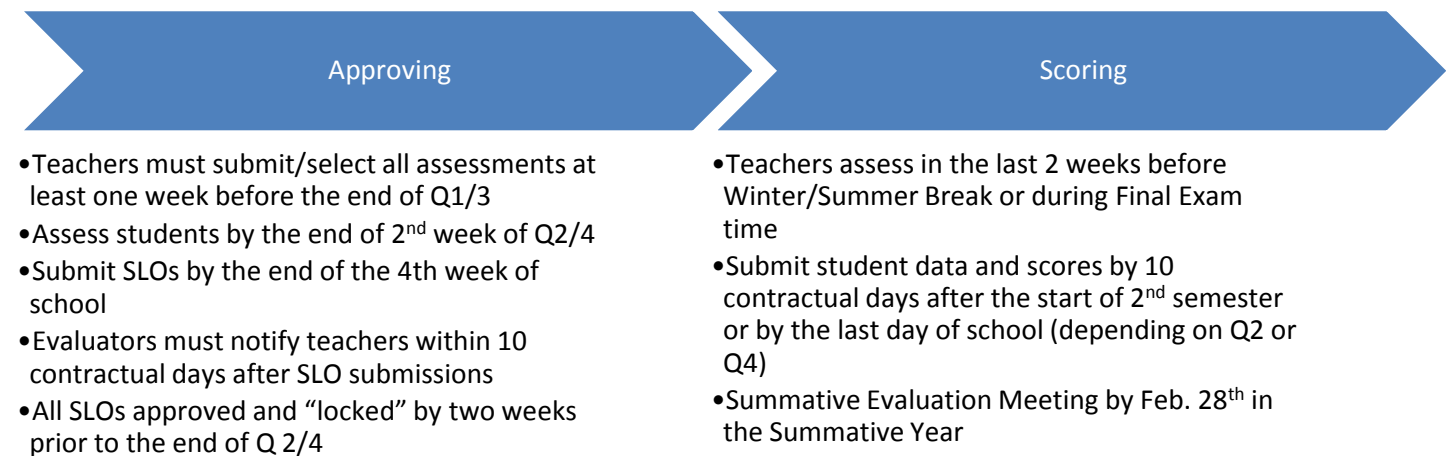 Approving
•Teachers must submit/select all assessments at
least one week before the end of Q1/3
•Assess students by the end of 2nd week of Q2/4
•Submit SLOs by the end of the 4th week of
school
•Evaluators must notify teachers within 10
contractual days after SLO submissions
•All SLOs approved and “locked” by two weeks
prior to the end of Q 2/4
Scoring
•Teachers assess in the last 2 weeks before
Winter/Summer Break or during Final Exam
time
•Submit student data and scores by 10
contractual days after the start of 2nd semester
or by the last day of school (depending on Q2 or
Q4)
•Summative Evaluation Meeting by Feb. 28th in
the Summative Year